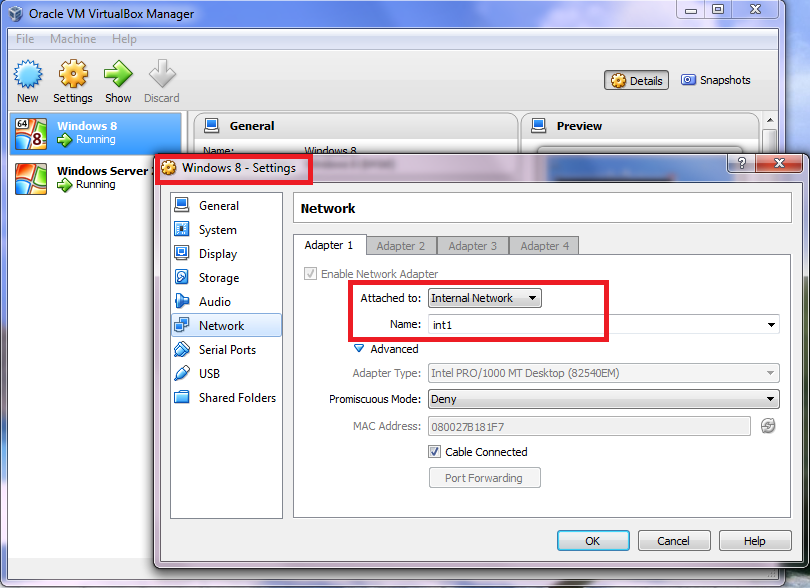 Oracle VM VirtualBox Manager
File Machine Help
New Settings Show Discard
Details Snapshots
64 8 Windows 8
Running
Windows Server
Running
General
Name: Windows 8
Preview
Windows 8 - Settings
?
General
System
Display
Storage
Audio
Network
Serial Ports
USB
Shared Folders
Network
Adapter 1 Adapter 2 Adapter 3 Adapter 4
Enable Network Adapter
Attached to: Internal Network
Name: int1
Advanced
Adapter Type: Intel PRO/1000 MT Desktop (82540EM)
Promiscuous Mode: Deny
MAC Address: 080027B181F7
Cable Connected
Port Forwarding
OK Cancel Help